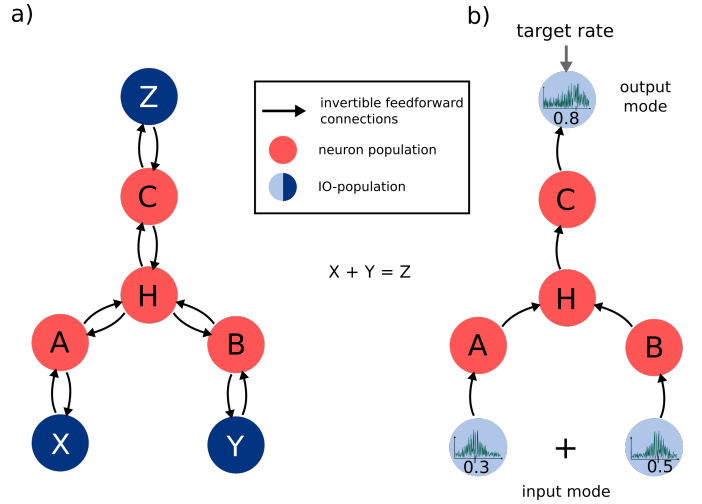 a)
Z
C
H
A
B
X
Y
invertible feedforward
connections
neuron population
IO-population
X + Y = Z
b)
target rate
0.8
output
mode
C
H
A
B
0.3
+
0.5
input mode